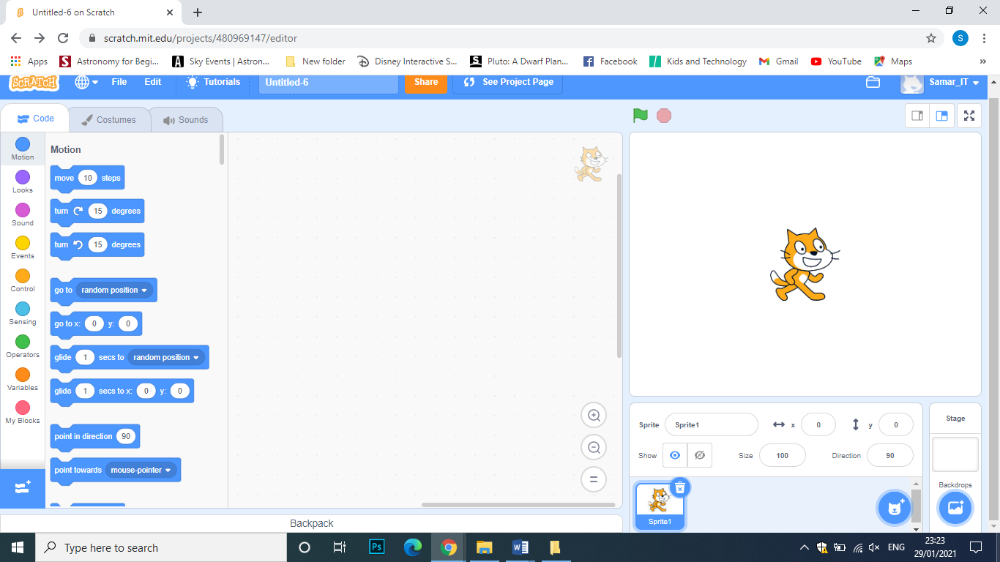 Untitled-6 on Scratch
scratch.mit.edu/projects/480969147/editor
S
Apps
Astronomy for Begi...
Sky Events | Astron...
New folder
Disney Interactive S...
Pluto: A Dwarf Plan...
Facebook
Kids and Technology
Gmail
YouTube
Maps
SCRATCH
File
Edit
Tutorials
Untitled-6
Share
See Project Page
Samar_IT
Code
Costumes
Sounds
Motion
Looks
Sound
Events
Control
Sensing
Operators
Variables
My Blocks
Motion
move 10 steps
turn 15 degrees
turn 15 degrees
go to random position
go to x: 0 y: 0
glide 1 secs to random position
glide 1 secs to x: 0 y: 0
point in direction 90
point towards mouse-pointer
Backpack
Sprite Sprite1 x 0 y 0
Show Size 100 Direction 90
Sprite1
Stage
Backdrops
Type here to search
Ps
ENG
23:23
29/01/2021